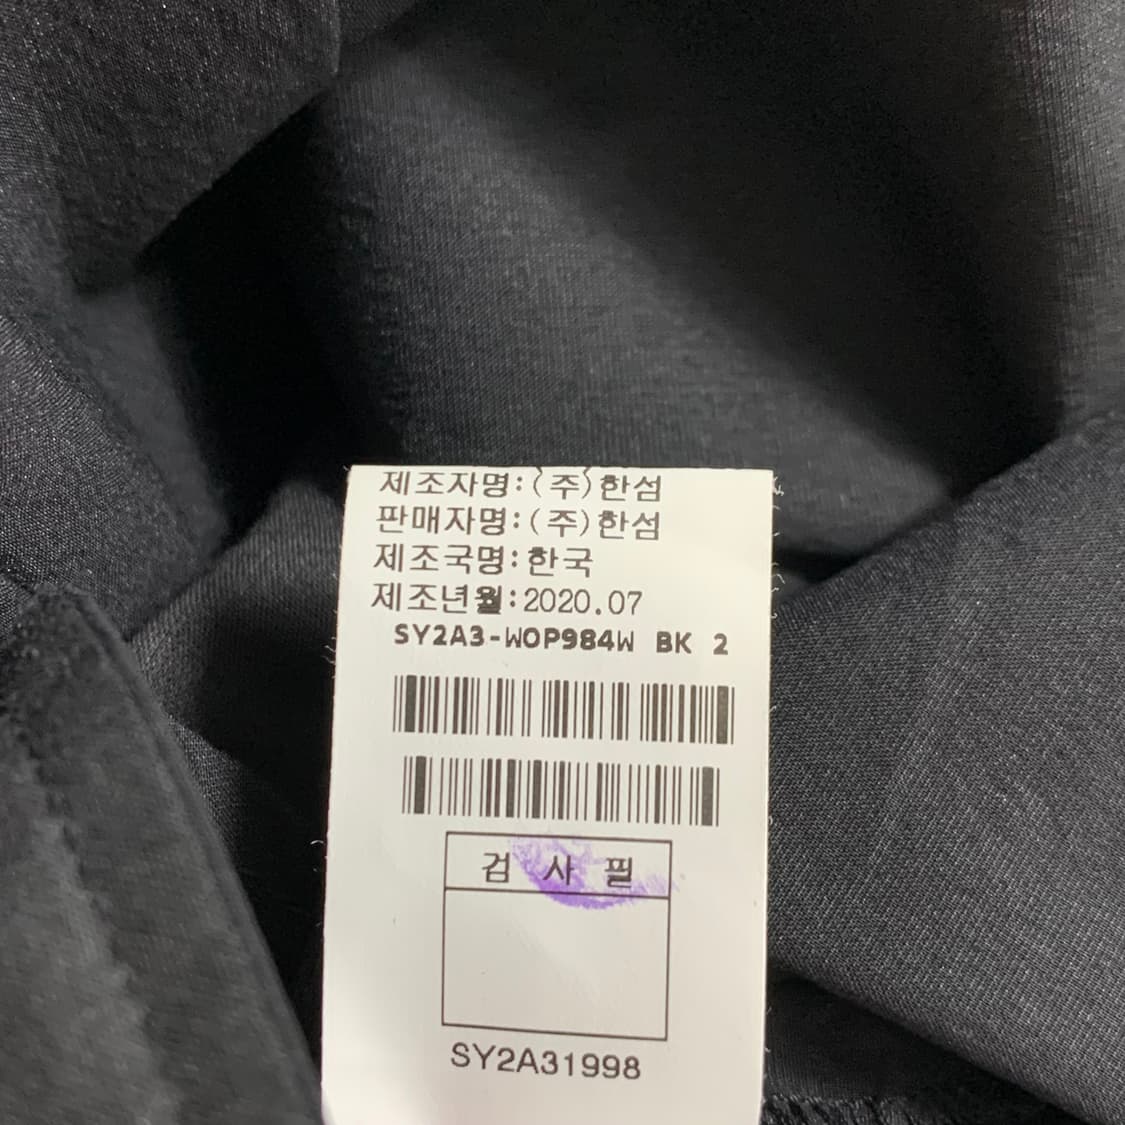 제조자명:(주)한섬
판매자명:(주)한섬
제조국명:한국
제조년월:2020.07
SY2A3-WOP984W BK 2
검 사 필
SY2A31998